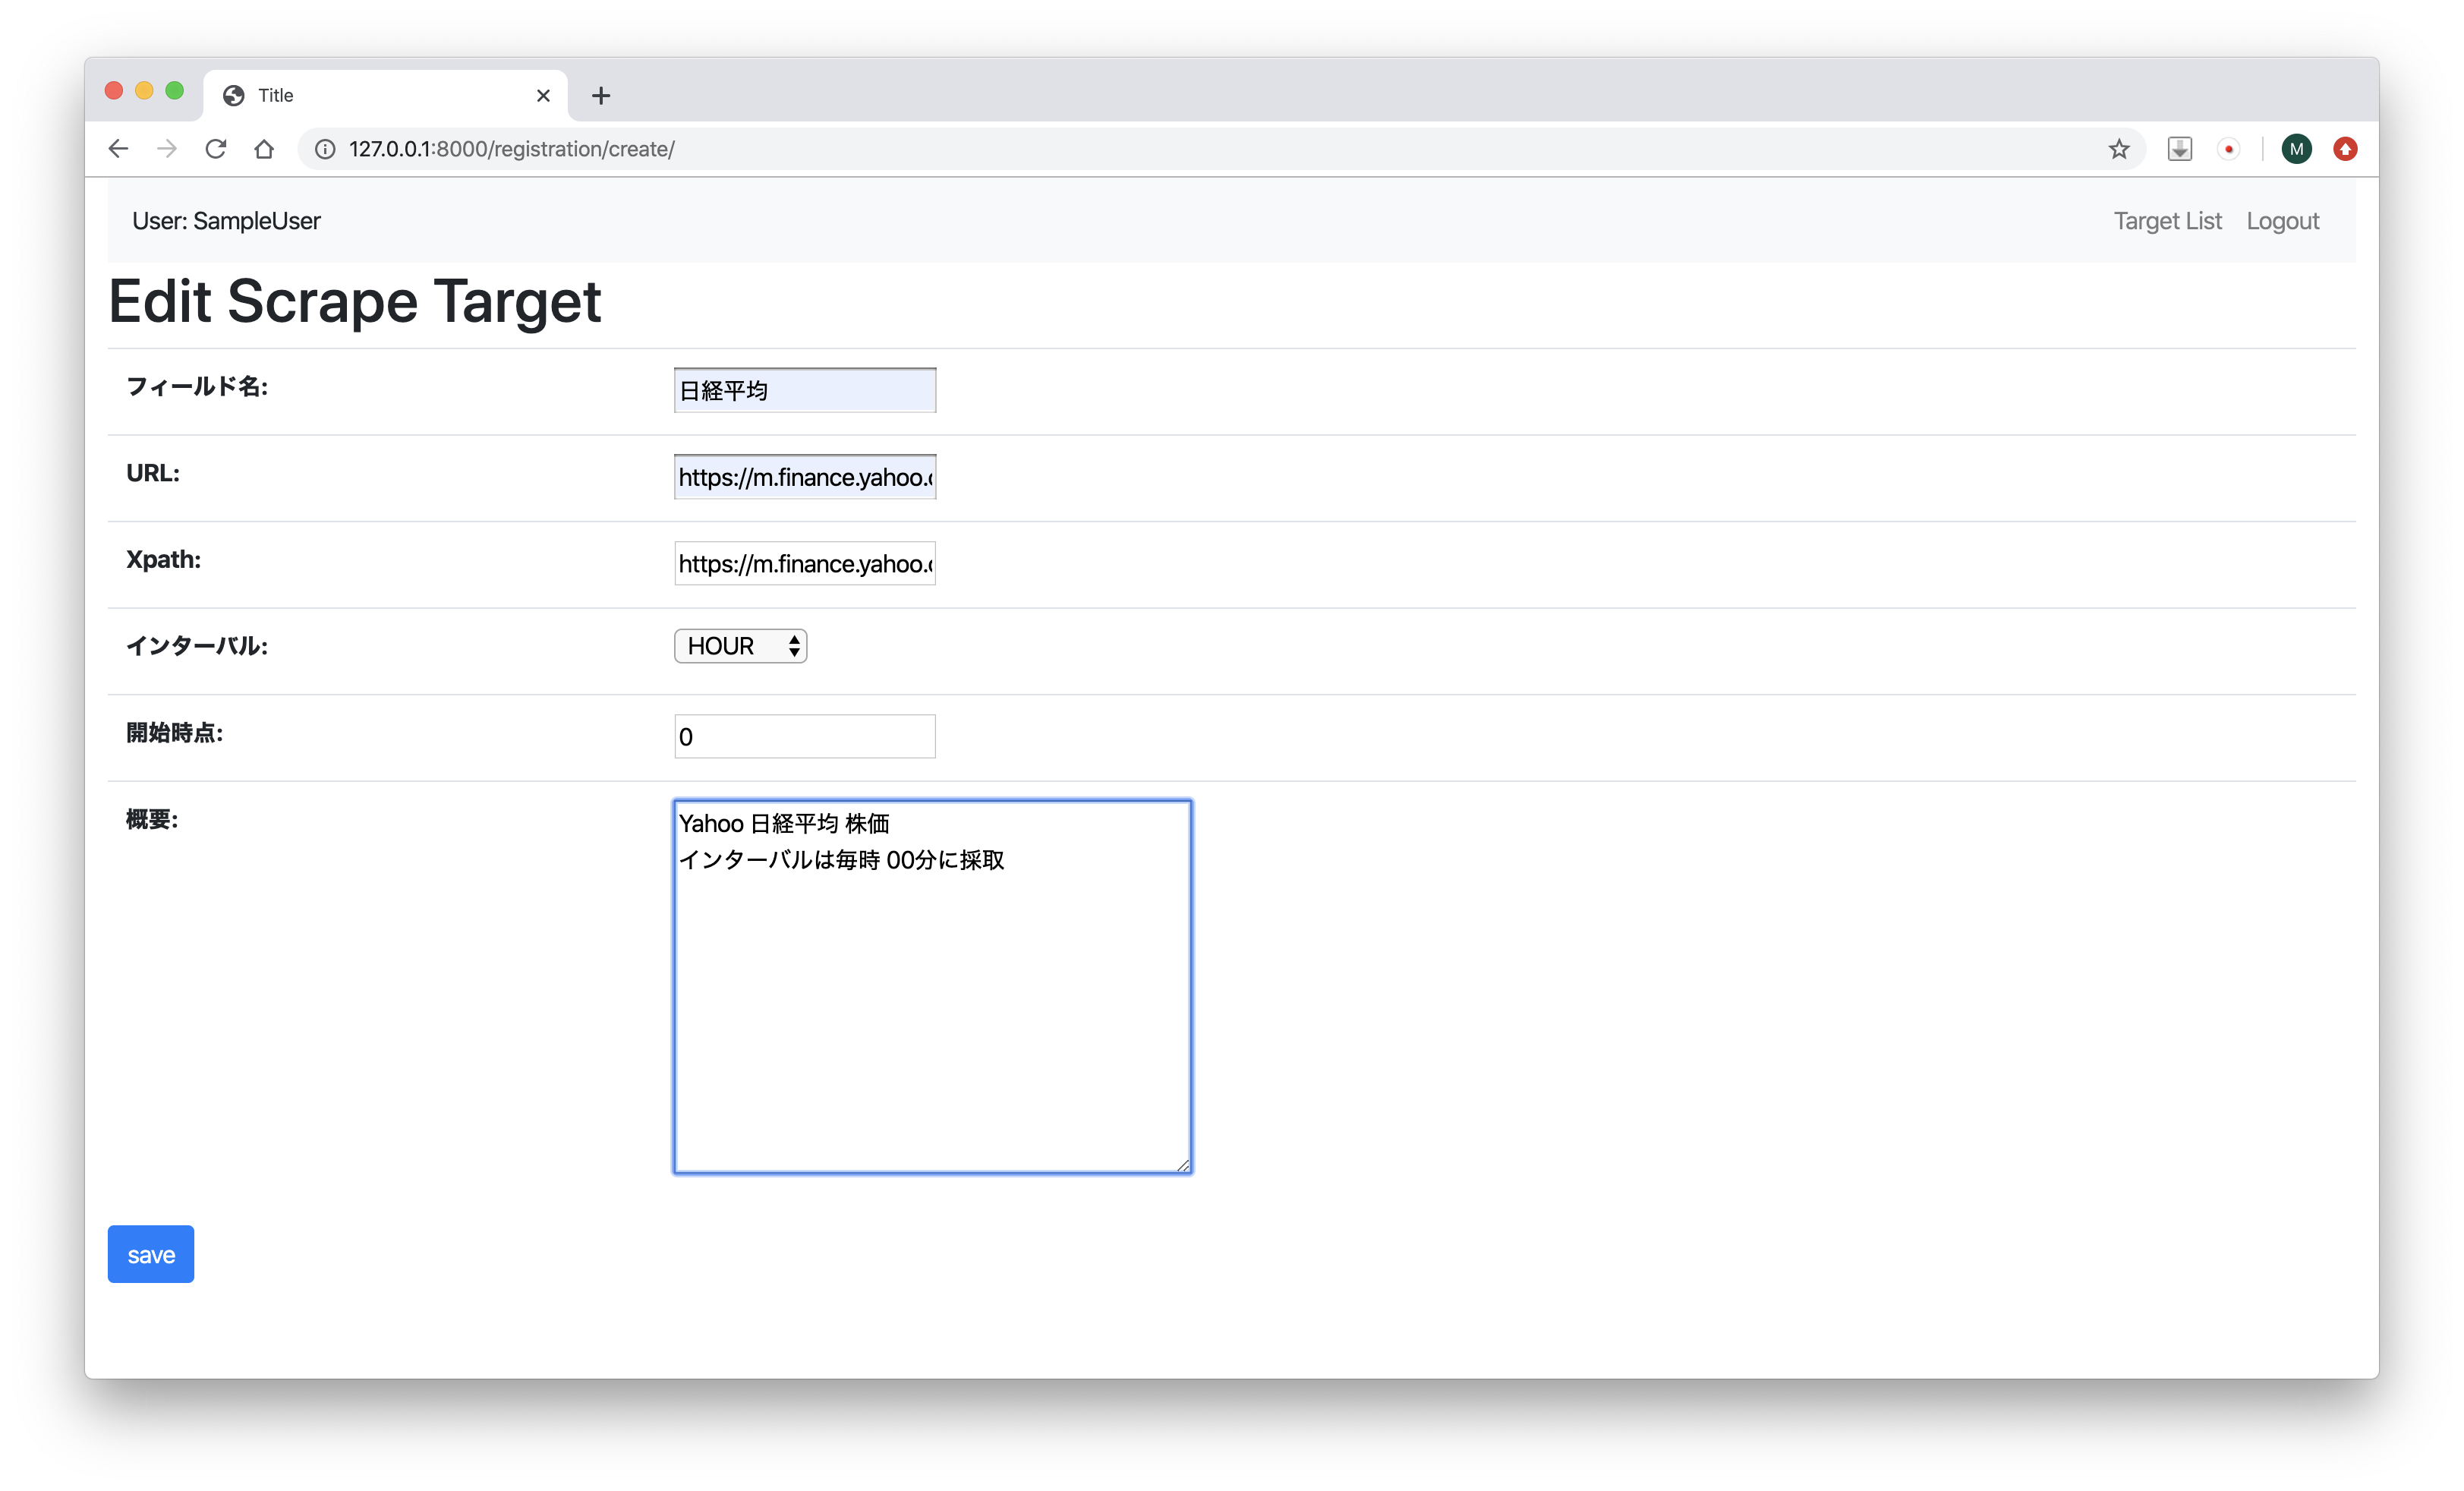 Title
127.0.0.1:8000/registration/create/
M
User: SampleUser
Target List
Logout
Edit Scrape Target
フィールド名:
日経平均
URL:
https://m.finance.yahoo.
Xpath:
https://m.finance.yahoo.
インターバル:
HOUR
開始時点:
0
概要:
Yahoo 日経平均 株価
インターバルは毎時 00分に採取
save